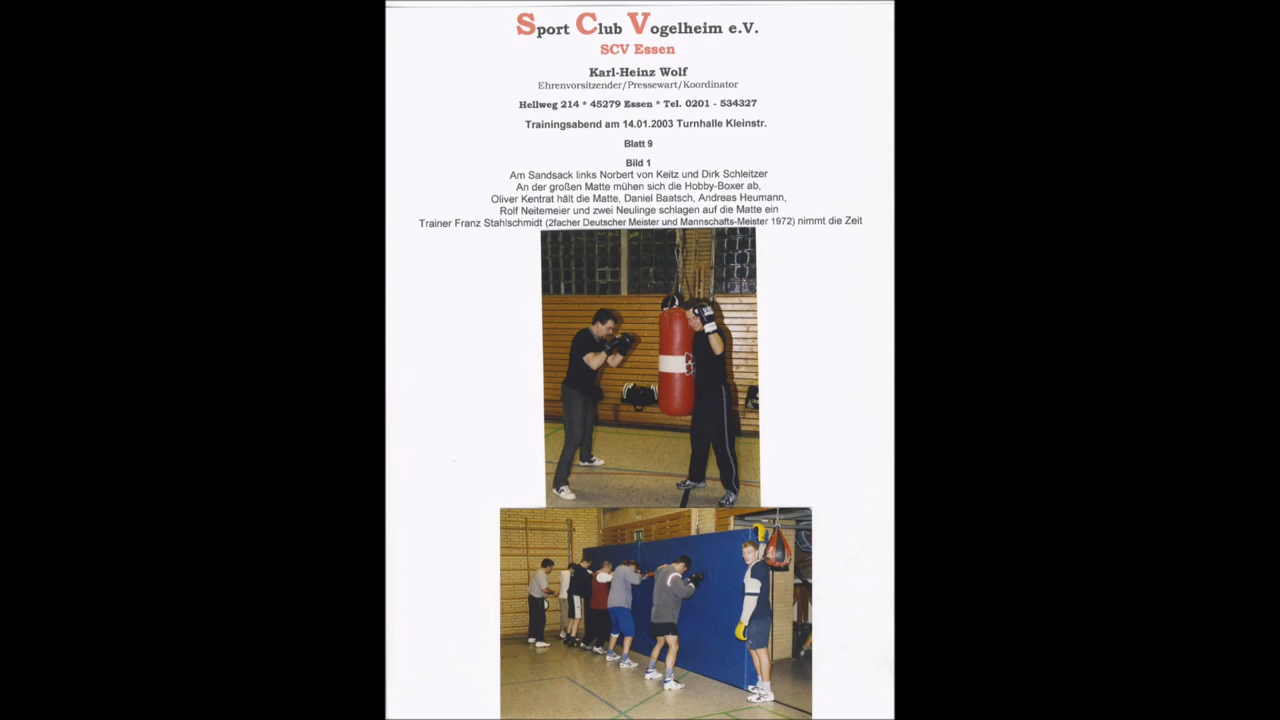 Sport Club Vogelheim e.V.
SCV Essen
Karl-Heinz Wolf
Ehrenvorsitzender/Pressewart/Koordinator
Hellweg 214 * 45279 Essen * Tel. 0201 - 534327
Trainingsabend am 14.01.2003 Turnhalle Kleinstr.
Blatt 9
Bild 1
Am Sandsack links Norbert von Keitz und Dirk Schleitzer
An der großen Matte mühen sich die Hobby-Boxer ab,
Oliver Kentrat hält die Matte, Daniel Baatsch, Andreas Heumann,
Rolf Neitemeier und zwei Neulinge schlagen auf die Matte ein
Trainer Franz Stahlschmidt (2facher Deutscher Meister und Mannschafts-Meister 1972) nimmt die Zeit